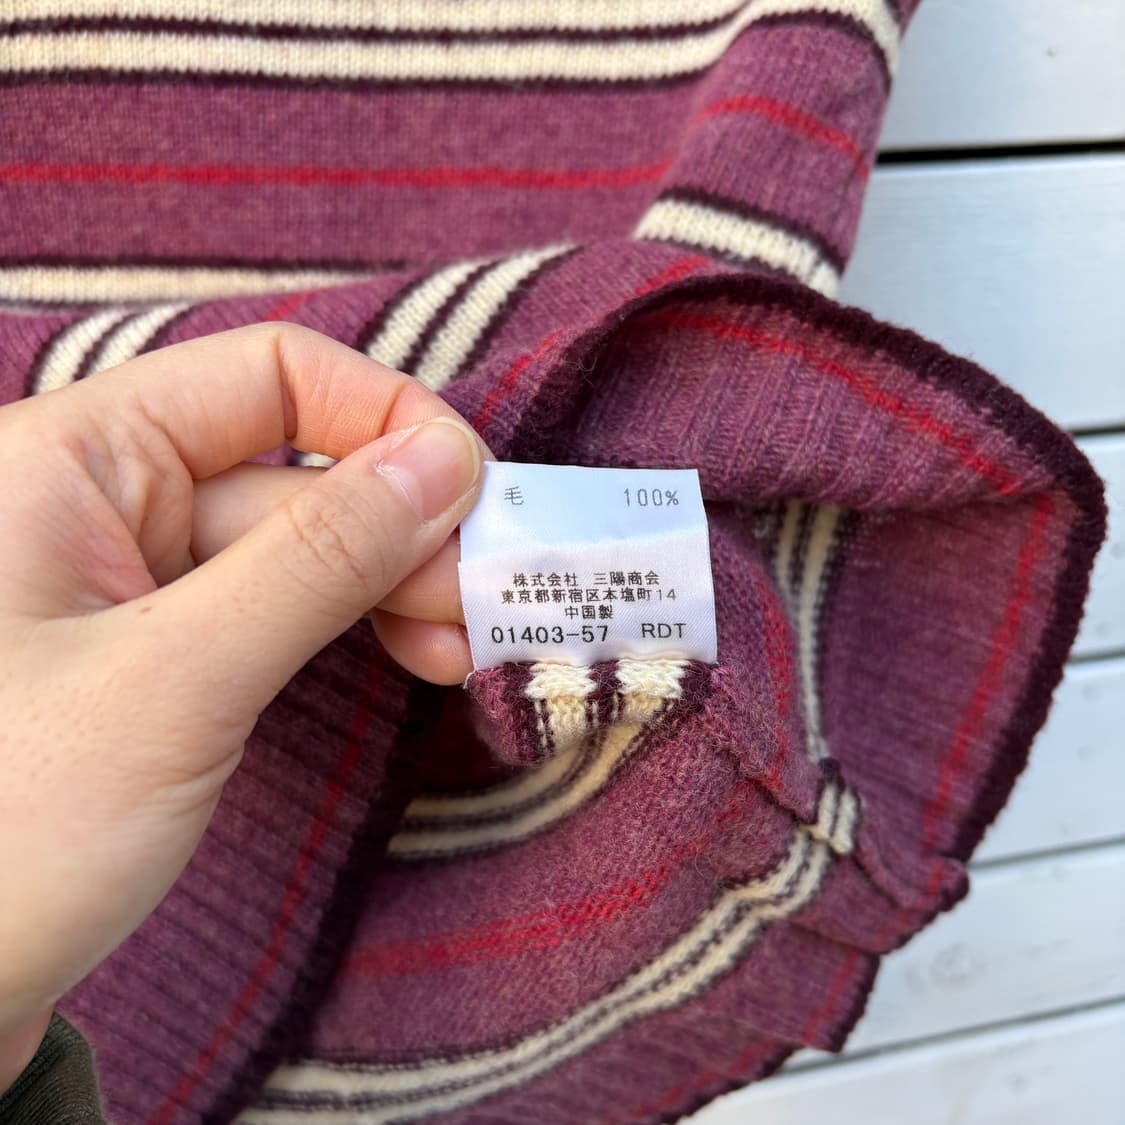 毛 100%
株式会社 三陽商会
東京都新宿区本塩町14
中国製
01403-57 RDT